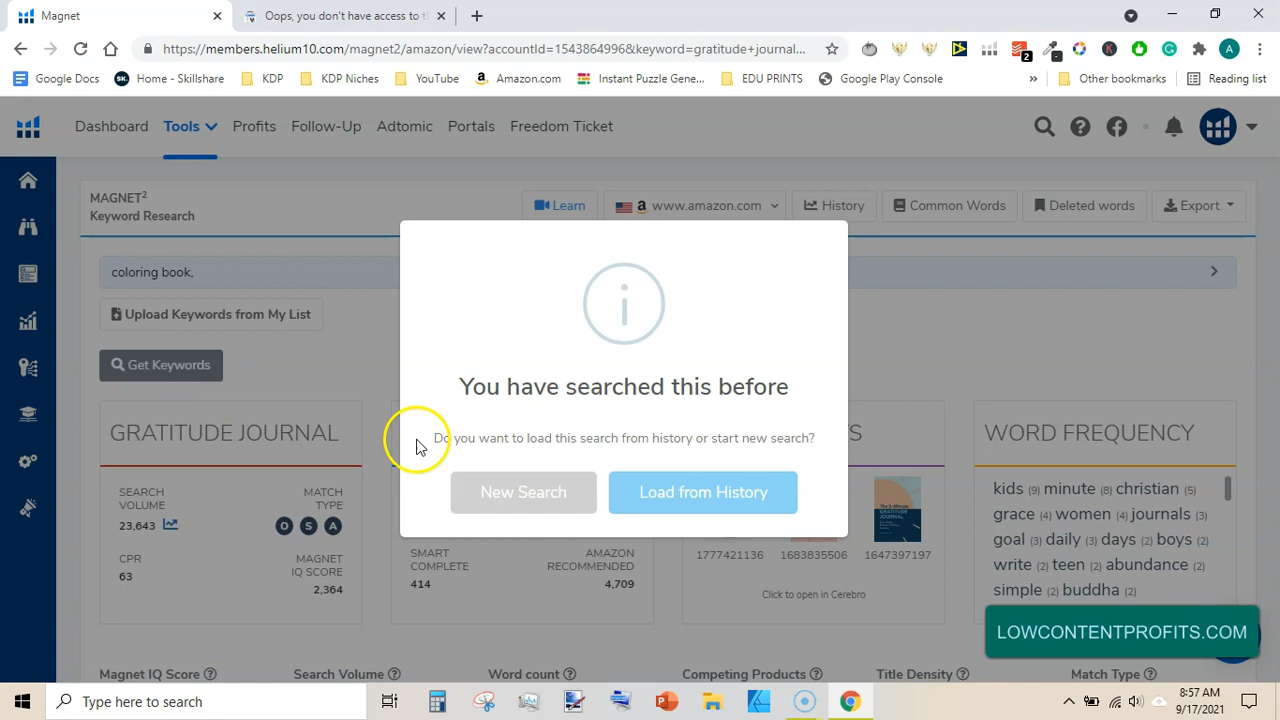 Magnet
Oops, you don't have access to t
https://members.helium10.com/magnet2/amazon/view?accountId=15438649968&keyword=gratitude+journal...
2
A
Google Docs
SK.
Home - Skillshare
KDP
KDP Niches
YouTube
Amazon.com
Instant Puzzle Gene...
EDU PRINTS
Google Play Console
»
Other bookmarks
Reading list
Dashboard
Tools
Profits
Follow-Up
Adtomic
Portals
Freedom Ticket
MAGNET²
Keyword Research
Learn
www.amazon.com
History
Common Words
Deleted words
Export
coloring book,
Upload Keywords from My List
Get Keywords
You have searched this before
Do you want to load this search from history or start new search?
New Search
Load from History
GRATITUDE JOURNAL
SEARCH
VOLUME
23,643
MATCH
TYPE
O S A
CPR
63
MAGNET
IQ SCORE
2,364
SMART
COMPLETE
414
AMAZON
RECOMMENDED
4,709
1777421136
1683835506
1647397197
Click to open in Cerebro
WORD FREQUENCY
kids (9) minute (8) christian (5)
grace (4) women (4) journals (3)
goal (3) daily (3) days (2) boys (2)
write (2) teen (2) abundance (2)
simple (2) buddha (2)
LOWCONTENTPROFITS.COM
Magnet IQ Score
Search Volume
Word count
Competing Products
Title Density
Match Type
Type here to search
8:57 AM
9/17/2021